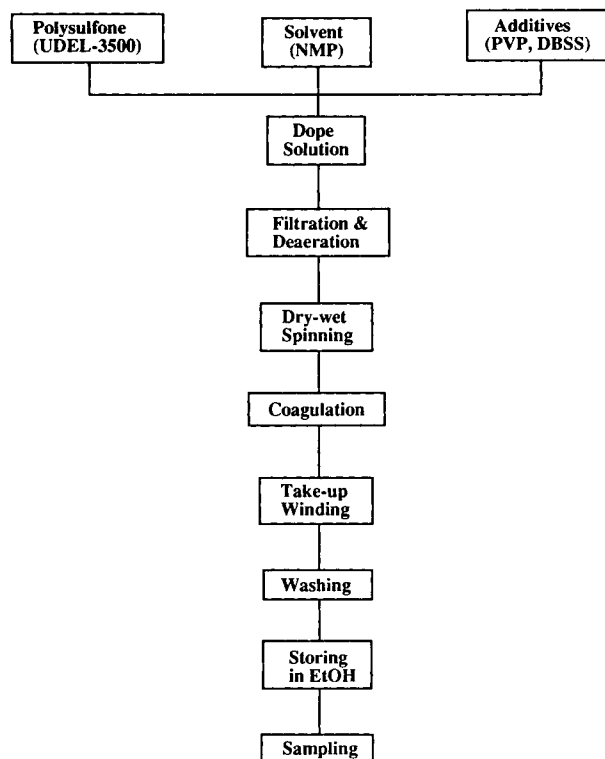 Polysulfone
(UDEL-3500)
Solvent
(NMP)
Additives
(PVP, DBSS)
Dope
Solution
Filtration &
Deaeration
Dry-wet
Spinning
Coagulation
Take-up
Winding
Washing
Storing
in EtOH
Sampling